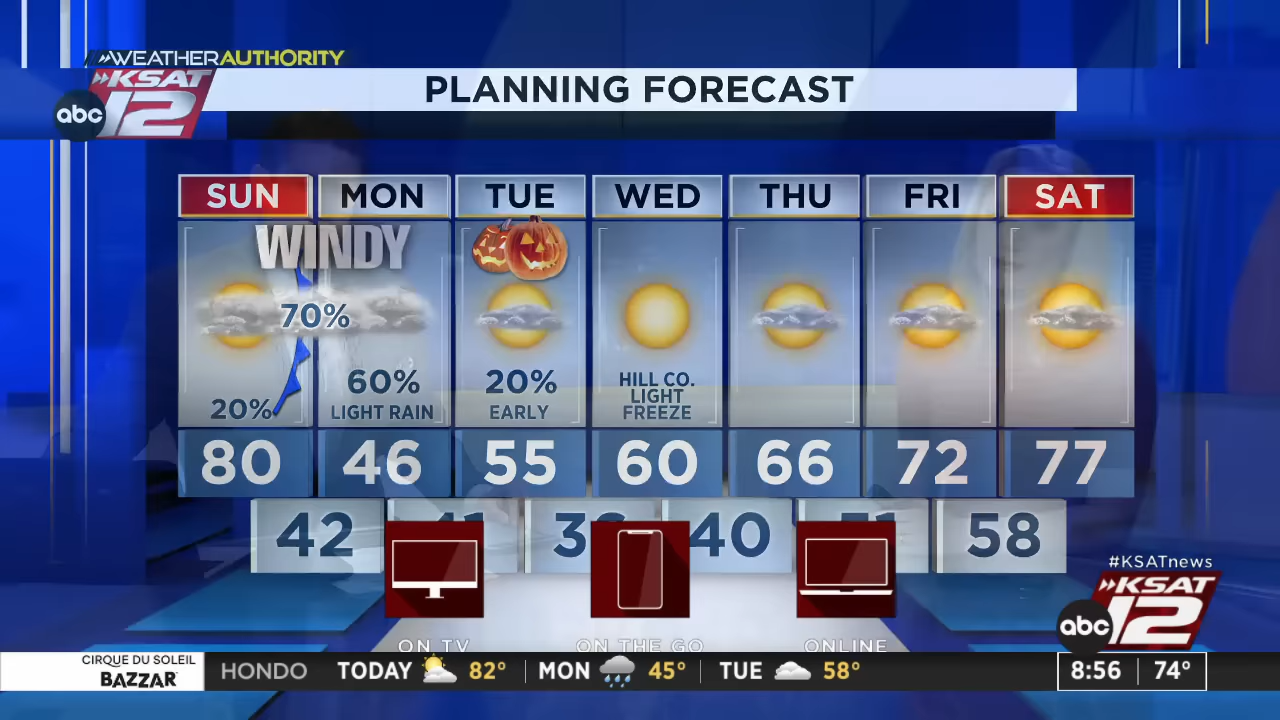 WEATHERAUTHORITY
KSAT
abc 12
PLANNING FORECAST
SUN MON TUE WED THU FRI SAT
WINDY
70%
20%
60%
LIGHT RAIN
20%
EARLY
HILL CO.
LIGHT
FREEZE
80 46 55 60 66 72 77
42 40 58
ON TV ON THE GO ONLINE
#KSATnews
KSAT
abc 12
CIRQUE DU SOLEIL
BAZZAR
HONDO TODAY 82° MON 45° TUE 58°
8:56 74°